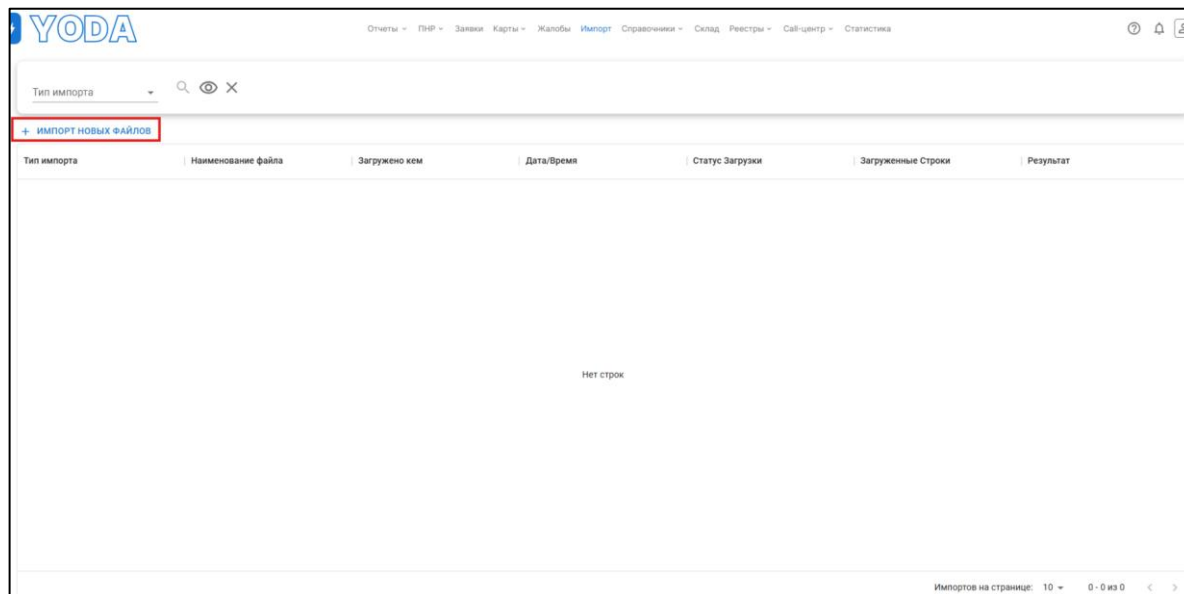 YODA
Отчеты ПНР Заявки Карты Жалобы Импорт Справочники Склад Реестры Call-центр Статистика
Тип импорта
+ ИМПОРТ НОВЫХ ФАЙЛОВ
Тип импорта Наименование файла Загружено кем Дата/Время Статус Загрузки Загруженные Строки Результат
Нет строк
Импортов на странице: 10 0 - 0 из 0